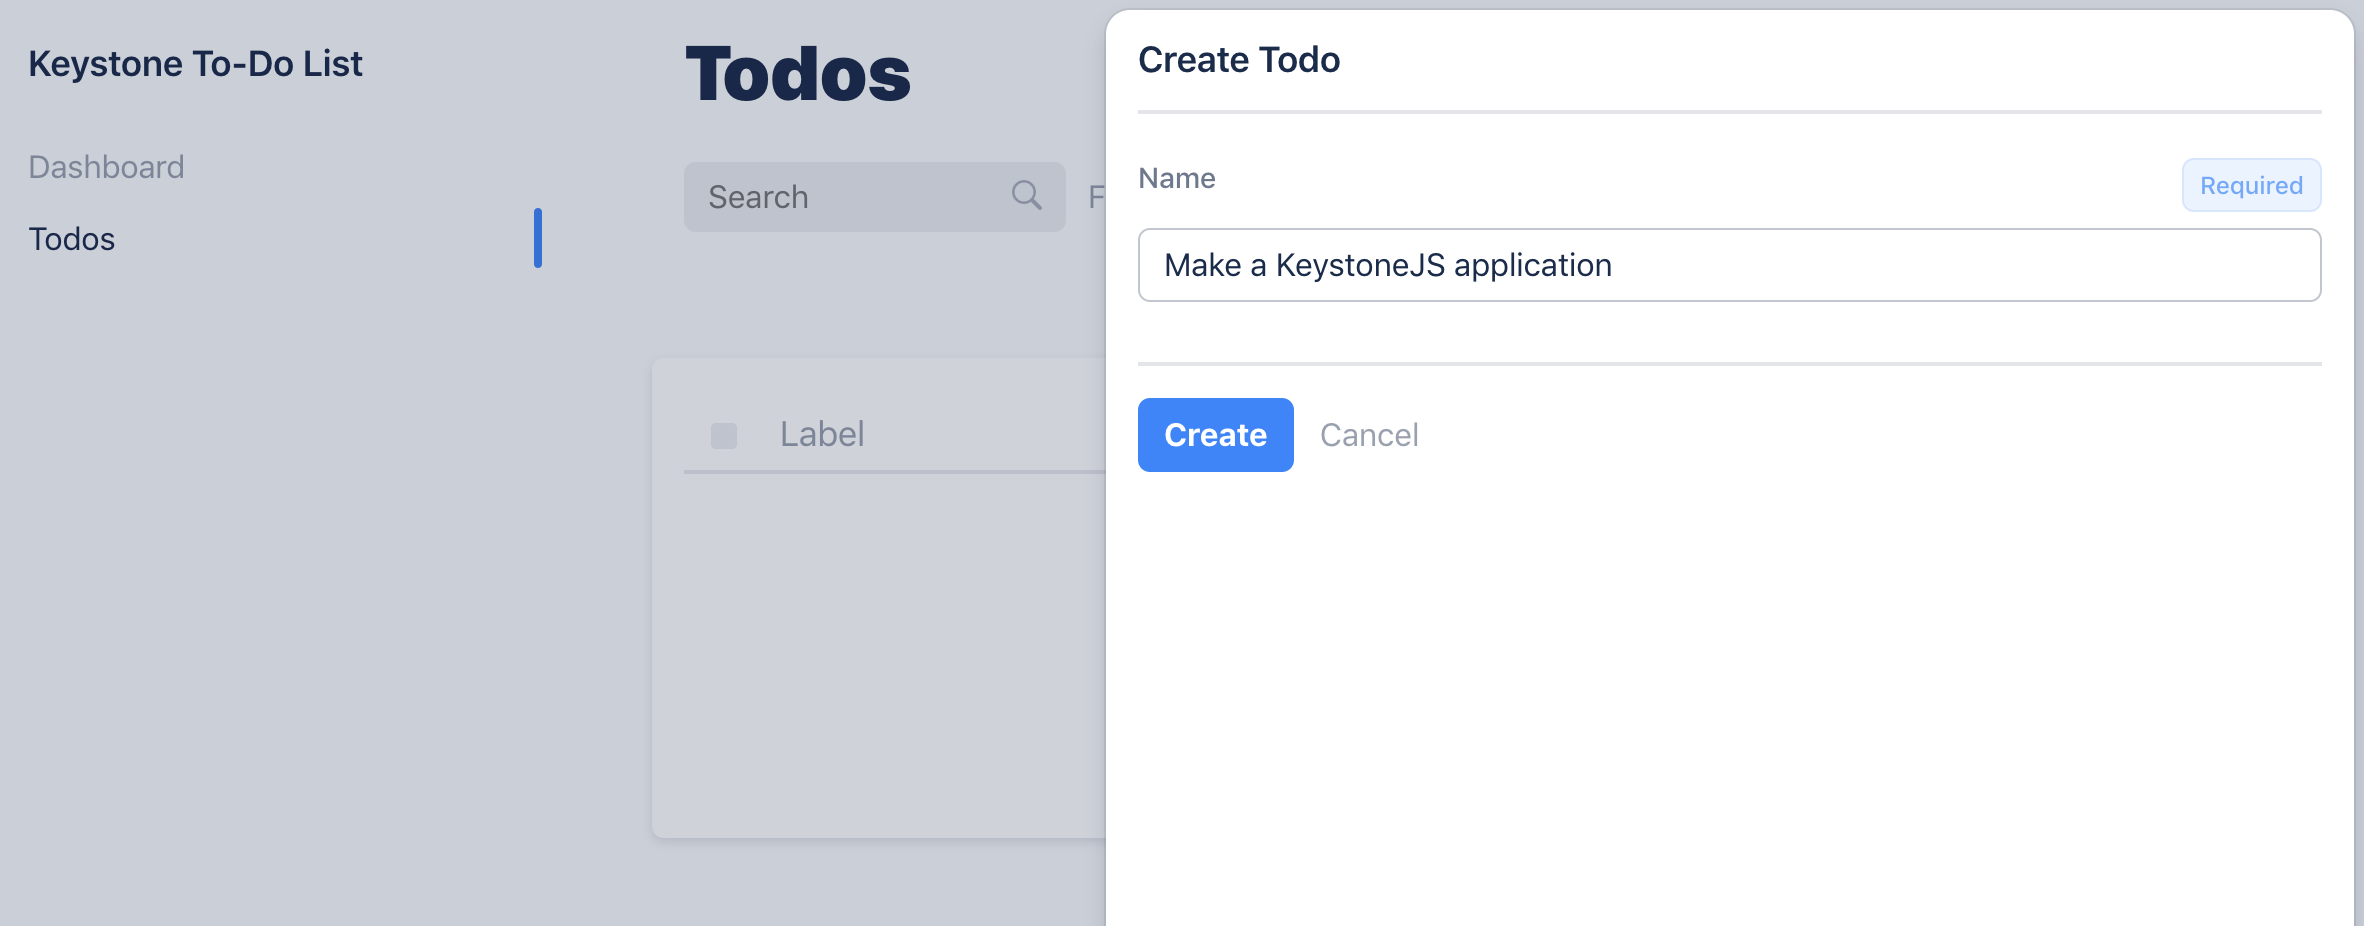 Keystone To-Do List
Dashboard
Todos
Todos
Search
F
Label
Create Todo
Name
Required
Make a KeystoneJS application
Create
Cancel